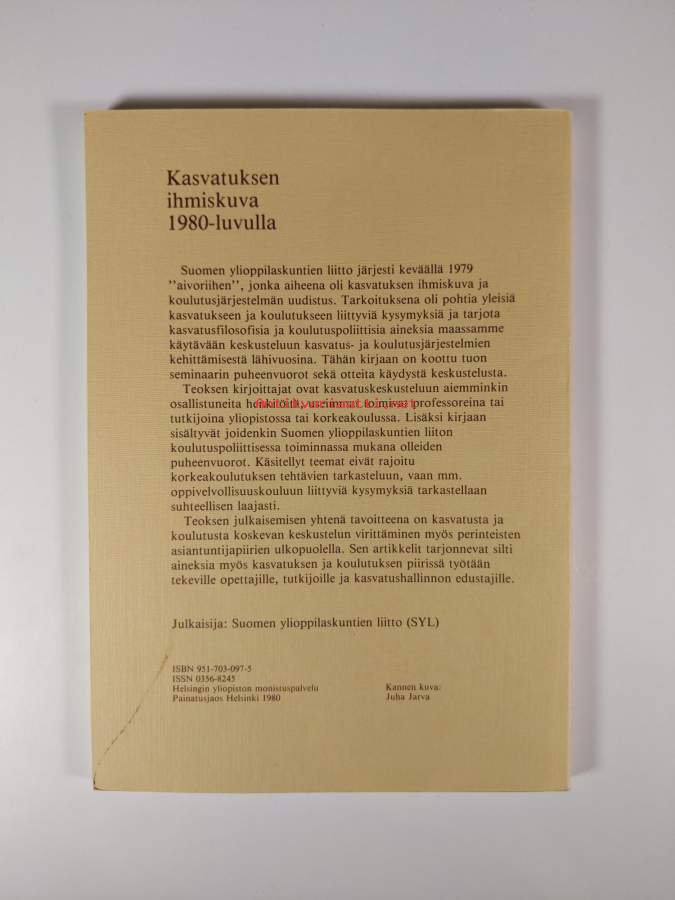 Kasvatuksen
ihmiskuva
1980-luvulla
Suomen ylioppilaskuntien liitto järjesti keväällä 1979
''aivoriihen'', jonka aiheena oli kasvatuksen ihmiskuva ja
koulutusjärjestelmän uudistus. Tarkoituksena oli pohtia yleisiä
kasvatukseen ja koulutukseen liittyviä kysymyksiä ja tarjota
kasvatusfilosofisia ja koulutuspoliittisia aineksia maassamme
käytävään keskusteluun kasvatus- ja koulutusjärjestelmien
kehittämisestä lähivuosina. Tähän kirjaan on koottu tuon
seminaarin puheenvuorot sekä otteita käydystä keskustelusta.
Teoksen kirjoittajat ovat kasvatuskeskusteluun aiemminkin
osallistuneita henkilöitä; useimmat toimivat professoreina tai
tutkijoina yliopistossa tai korkeakoulussa. Lisäksi kirjaan
sisältyvät joidenkin Suomen ylioppilaskuntien liiton
koulutuspoliittisessa toiminnassa mukana olleiden
puheenvuorot. Käsitellyt teemat eivät rajoitu
korkeakoulutuksen tehtävien tarkasteluun, vaan mm.
oppivelvollisuuskouluun liittyviä kysymyksiä tarkastellaan
suhteellisen laajasti.
Teoksen julkaisemisen yhtenä tavoitteena on kasvatusta ja
koulutusta koskevan keskustelun virittäminen myös perinteisten
asiantuntijapiirien ulkopuolella. Sen artikkelit tarjonnevat silti
aineksia myös kasvatuksen ja koulutuksen piirissä työtään
tekeville opettajille, tutkijoille ja kasvatushallinnon edustajille.
Julkaisija: Suomen ylioppilaskuntien liitto (SYL)
ISBN 951-703-097-5
ISSN 0356-8245
Helsingin yliopiston monistuspalvelu
Painatusjaos Helsinki 1980
Kannen kuva:
Juha Jarva